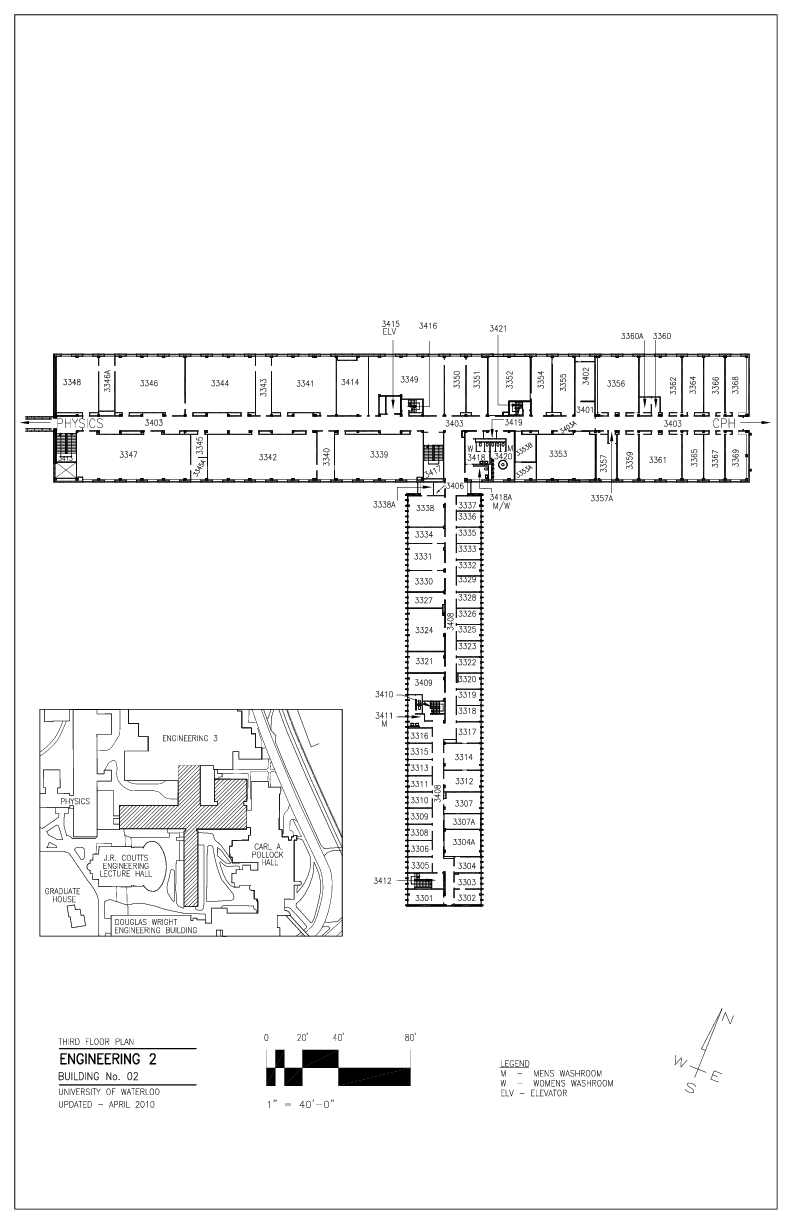 3415
ELV
3416
3421
3360A
3360
3348
3346A
3346
3344
3343
3341
3414
3349
3350
3351
3352
3354
3355
3402
3401
3356
3362
3364
3366
3368
PHYSICS
3403
3403
3419
3403A
3403
CPH
3413
3347
3345
3345A
3342
3340
3339
3417
W
3418
M
3420
3353B
3353A
3353
3357
3359
3361
3365
3367
3369
3338A
3406
3418A
M/W
3357A
3338
3337
3336
3334
3335
3331
3333
3332
3330
3329
3327
3328
3326
3324
3408
3325
3323
3321
3322
3409
3320
3410
3319
3411
M
3318
3316
3317
3315
3314
3313
3311
3312
3310
3408
3307
3309
3307A
3308
3306
3304A
3305
3304
3412
3303
3301
3302
ENGINEERING 3
PHYSICS
J.R. COUTTS
ENGINEERING
LECTURE HALL
CARL A.
POLLOCK
HALL
GRADUATE
HOUSE
DOUGLAS WRIGHT
ENGINEERING BUILDING
THIRD FLOOR PLAN
ENGINEERING 2
BUILDING No. 02
UNIVERSITY OF WATERLOO
UPDATED – APRIL 2010
0 20' 40' 80'
1" = 40'-0"
LEGEND
M – MENS WASHROOM
W – WOMENS WASHROOM
ELV – ELEVATOR
N
W
E
S